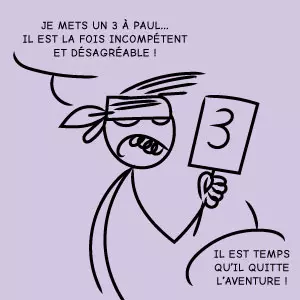 JE METS UN 3 À PAUL...
IL EST LA FOIS INCOMPÉTENT
ET DÉSAGRÉABLE !
3
IL EST TEMPS
QU'IL QUITTE
L'AVENTURE !